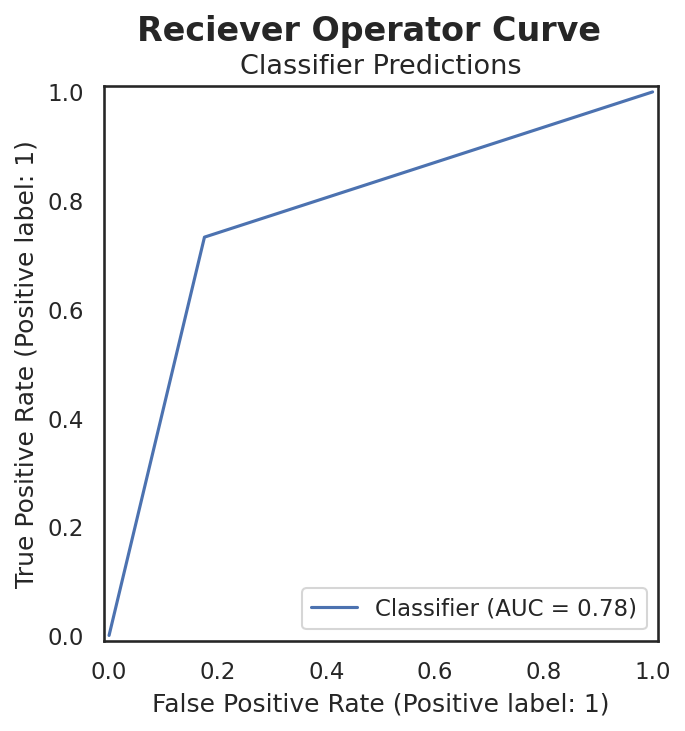 Reciever Operator Curve
Classifier Predictions
True Positive Rate (Positive label: 1)
1.0
0.8
0.6
0.4
0.2
0.0
Classifier (AUC = 0.78)
0.0 0.2 0.4 0.6 0.8 1.0
False Positive Rate (Positive label: 1)